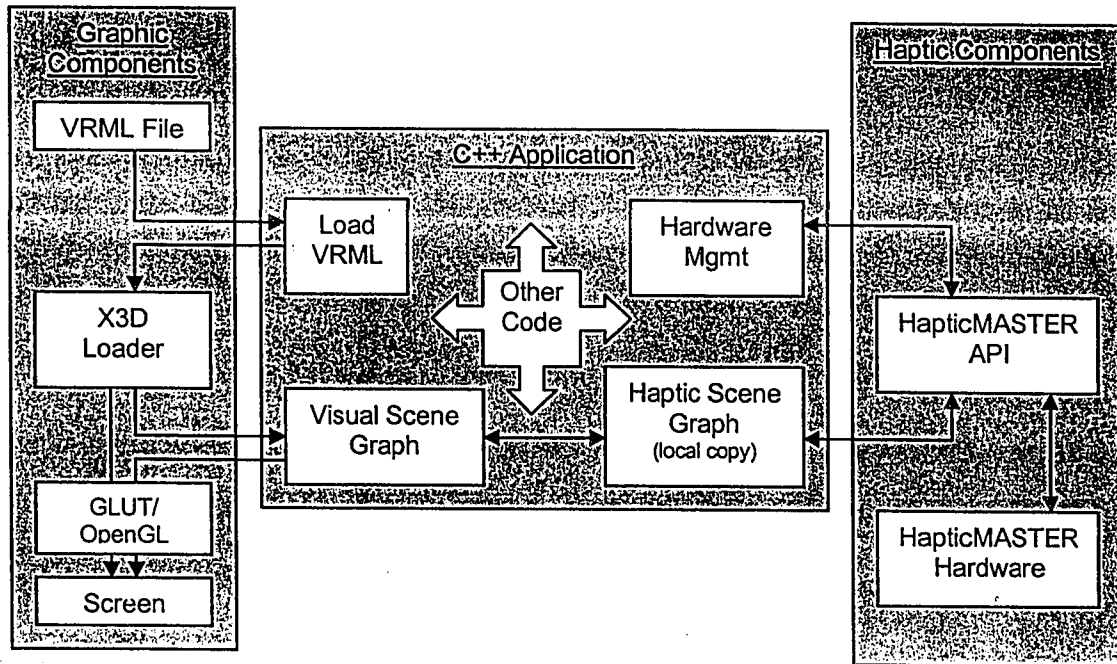 Graphic
Components
VRML File
X3D
Loader
GLUT/
OpenGL
Screen
C++ Application
Load
VRML
Hardware
Mgmt
Other
Code
Visual Scene
Graph
Haptic Scene
Graph
(local copy)
Haptic Components
HapticMASTER
API
HapticMASTER
Hardware